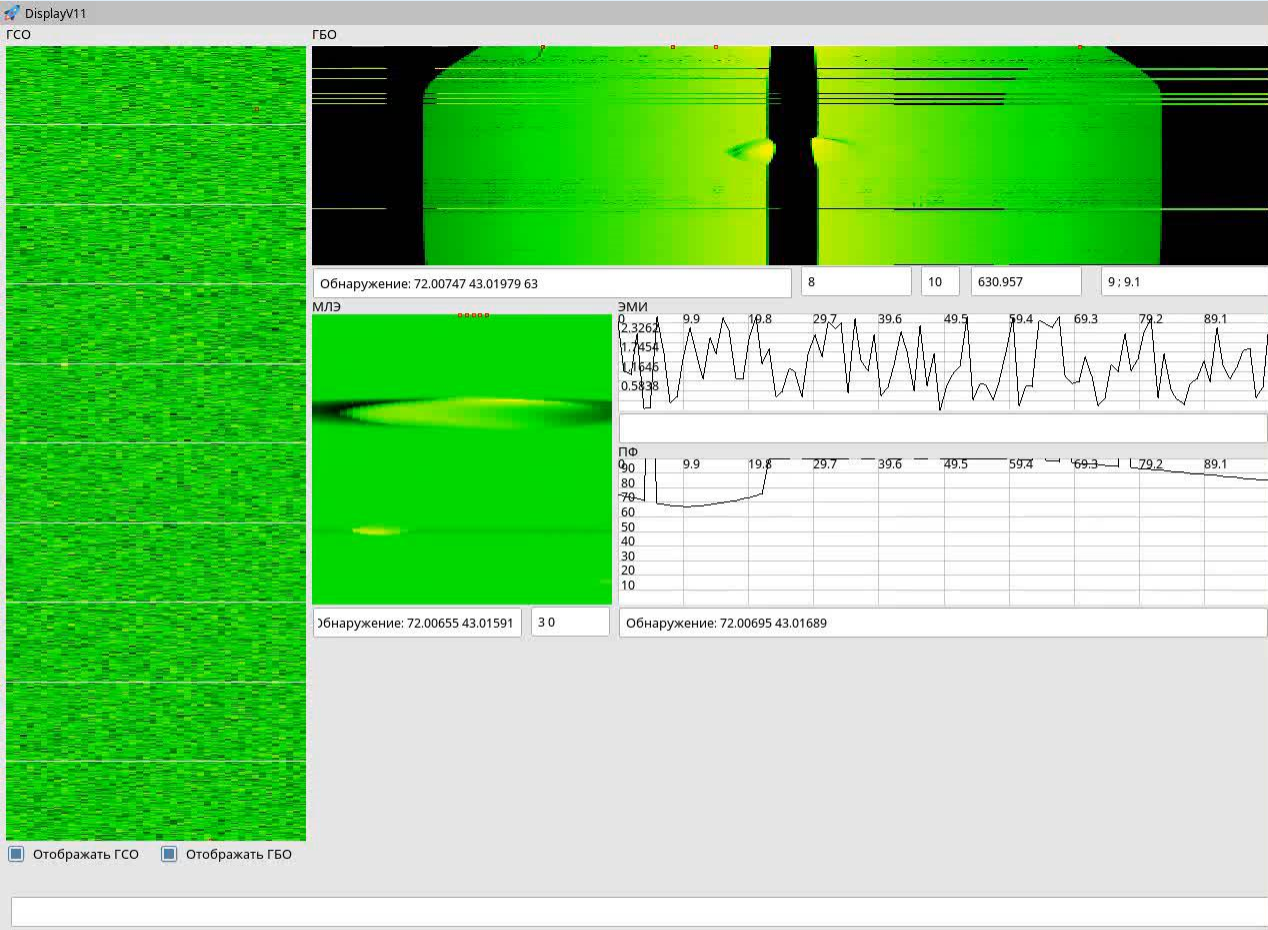 DisplayV11
ГСО
ГБО
Обнаружение: 72.00747 43.01979 63
8
10
630.957
9 ; 9.1
МЛЭ
ЭМИ
0 9.9 19.8 29.7 39.6 49.5 59.4 69.3 79.2 89.1
2.3262
1.7454
1.1646
0.5838
ПФ
0 9.9 19.8 29.7 39.6 49.5 59.4 69.3 79.2 89.1
90
80
70
60
50
40
30
20
10
Обнаружение: 72.00655 43.01591
3 0
Обнаружение: 72.00695 43.01689
Отображать ГСО
Отображать ГБО